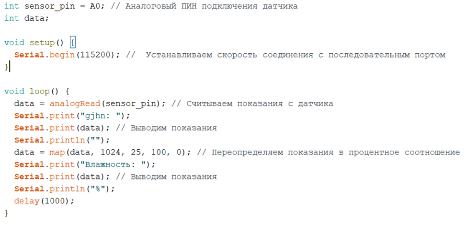 int sensor_pin = A0; // Аналоговый ПИН подключения датчика
int data;
void setup() {
Serial.begin(115200); // Устанавливаем скорость соединения с последовательным портом
}
void loop() {
data = analogRead(sensor_pin); // Считываем показания с датчика
Serial.print("gjhn: ");
Serial.print(data); // Выводим показания
Serial.println("");
data = map(data, 1024, 25, 100, 0); // Переопределяем показания в процентное соотношение
Serial.print("Влажность: ");
Serial.print(data); // Выводим показания
Serial.println("%");
delay(1000);
}